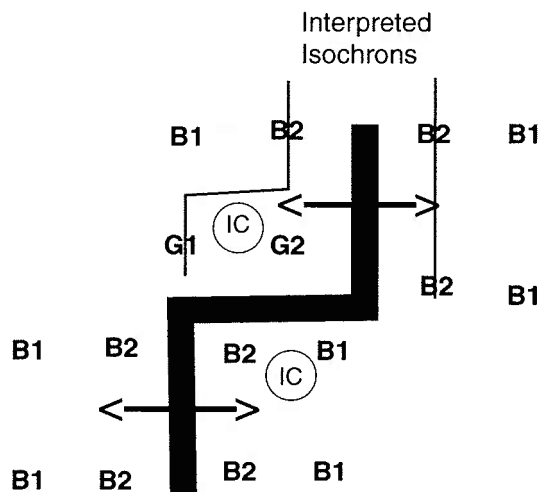 Interpreted
Isochrons
B1 B2 B2 B1
IC
G1 G2
B2 B1
B1 B2 B2 B1
IC
B1 B2 B2 B1